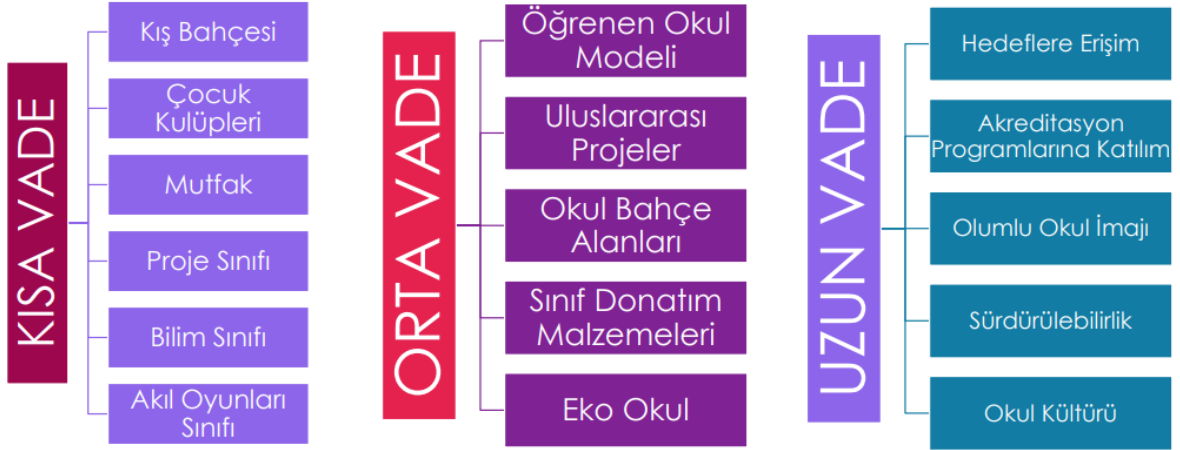 KISA VADE
Kış Bahçesi
Çocuk
Kulüpleri
Mutfak
Proje Sınıfı
Bilim Sınıfı
Akıl Oyunları
Sınıfı
ORTA VADE
Öğrenen Okul
Modeli
Uluslararası
Projeler
Okul Bahçe
Alanları
Sınıf Donatım
Malzemeleri
Eko Okul
UZUN VADE
Hedeflere Erişim
Akreditasyon
Programlarına Katılım
Olumlu Okul İmajı
Sürdürülebilirlik
Okul Kültürü